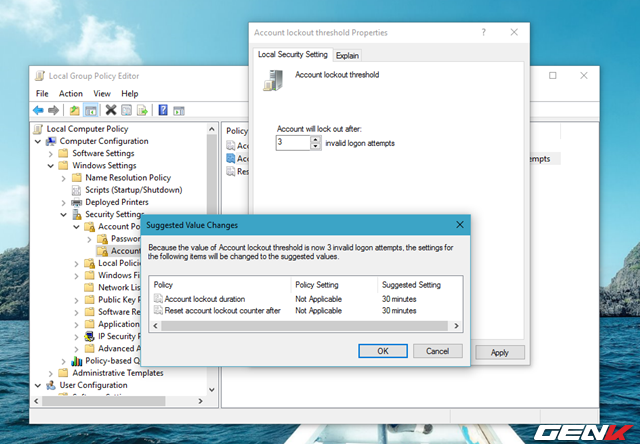 Account lockout threshold Properties
Local Security Setting
Explain
Account lockout threshold
Account will lock out after:
3
invalid logon attempts
Apply
Local Group Policy Editor
File Action View Help
Local Computer Policy
Computer Configuration
Software Settings
Windows Settings
Name Resolution Policy
Scripts (Startup/Shutdown)
Deployed Printers
Security Settings
Account Po
Password
Account
Local Policie
Windows Fi
Network Lis
Public Key P
Software Re
Application
IP Security P
Advanced A
Policy-based Q
Administrative Templates
User Configuration
Policy
Acc
Acc
Res
empts
Suggested Value Changes
Because the value of Account lockout threshold is now 3 invalid logon attempts, the settings for
the following items will be changed to the suggested values.
Policy Policy Setting Suggested Setting
Account lockout duration Not Applicable 30 minutes
Reset account lockout counter after Not Applicable 30 minutes
OK
Cancel
GENK